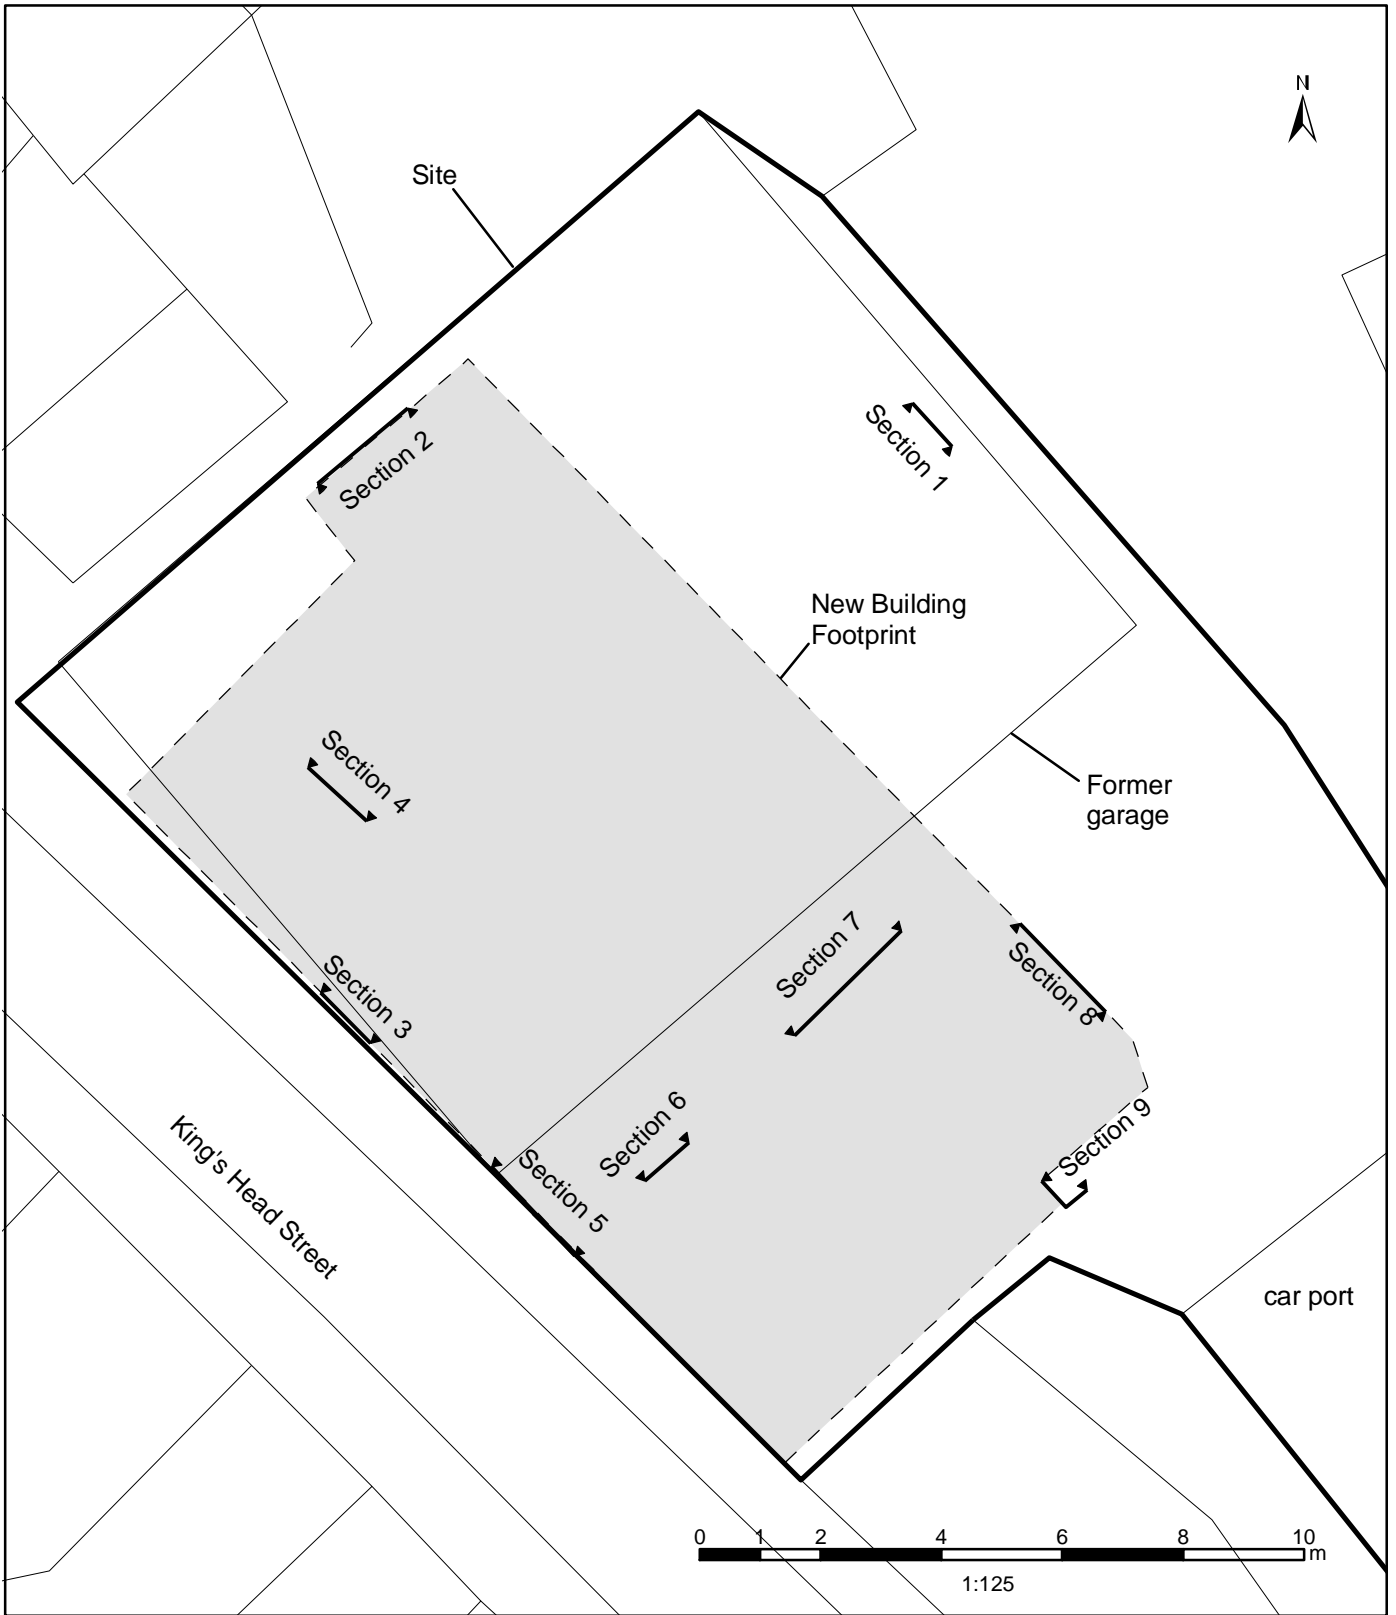 N
Site
Section 1
Section 2
New Building
Footprint
Section 4
Former
garage
Section 7
Section 8
Section 3
Section 6
Section 9
Section 5
King's Head Street
car port
0 1 2 4 6 8 10
m
1:125